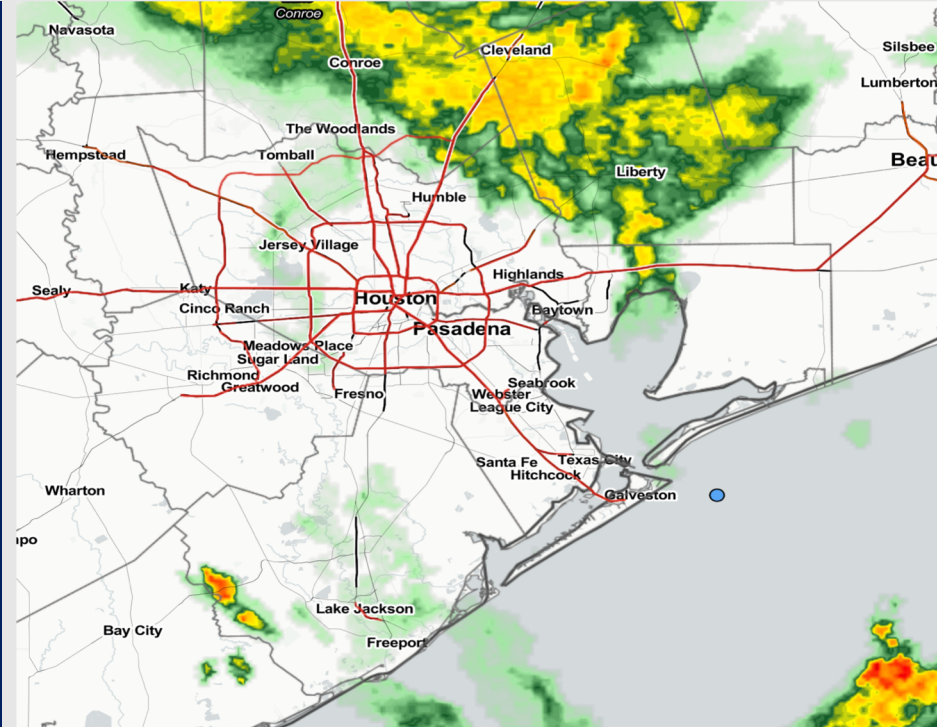 Conroe
Navasota
Silsbee
Cleveland
Conroe
Lumberton
The Woodlands
Hempstead
Tomball
Beau
Liberty
Humble
Jersey Village
Highlands
Sealy
Katy
Houston
Cinco Ranch
Baytown
Pasadena
Meadows Place
Sugar Land
Richmond
Greatwood
Seabrook
Fresno
Webster
League City
Santa Fe
Texas City
Hitchcock
Wharton
Galveston
npo
Lake Jackson
Bay City
Freeport